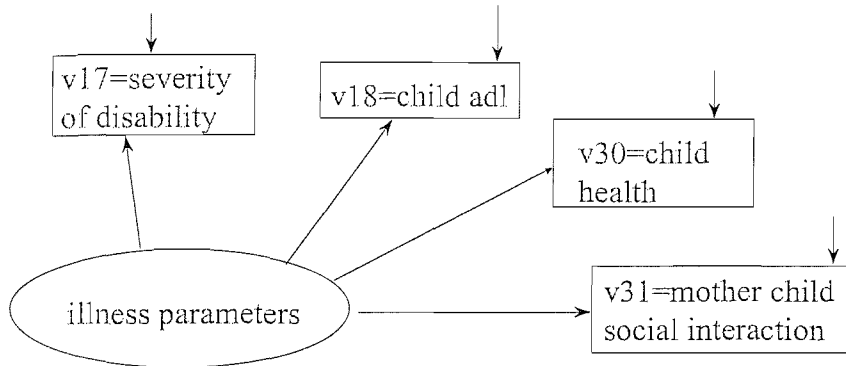 v17=severity
of disability
v18=child adl
v30=child
health
v31=mother child
social interaction
illness parameters